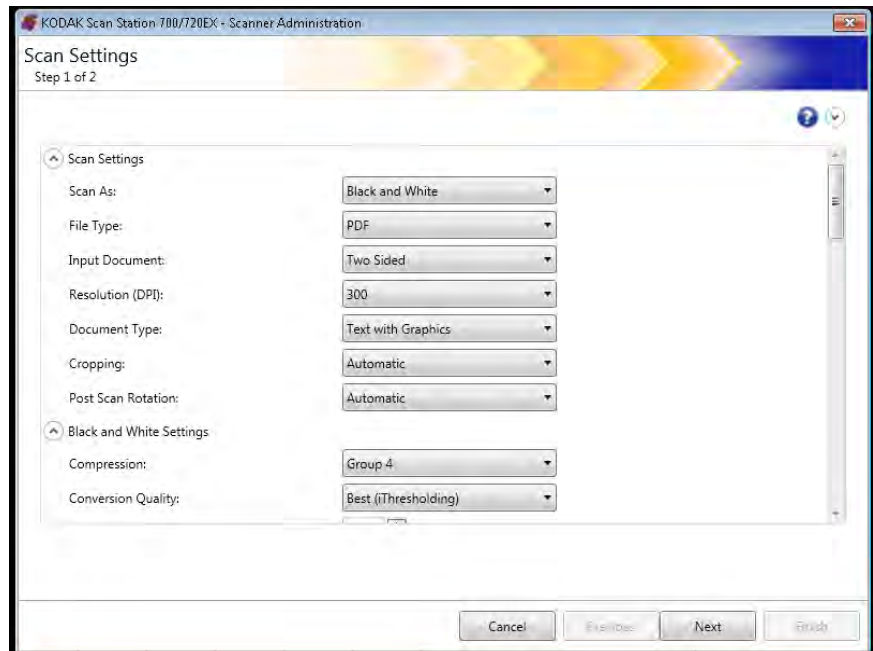 KODAK Scan Station 700/720EX - Scanner Administration
Scan Settings
Step 1 of 2
?
Scan Settings
Scan As: Black and White
File Type: PDF
Input Document: Two Sided
Resolution (DPI): 300
Document Type: Text with Graphics
Cropping: Automatic
Post Scan Rotation: Automatic
Black and White Settings
Compression: Group 4
Conversion Quality: Best (iThresholding)
Cancel Previous Next Finish